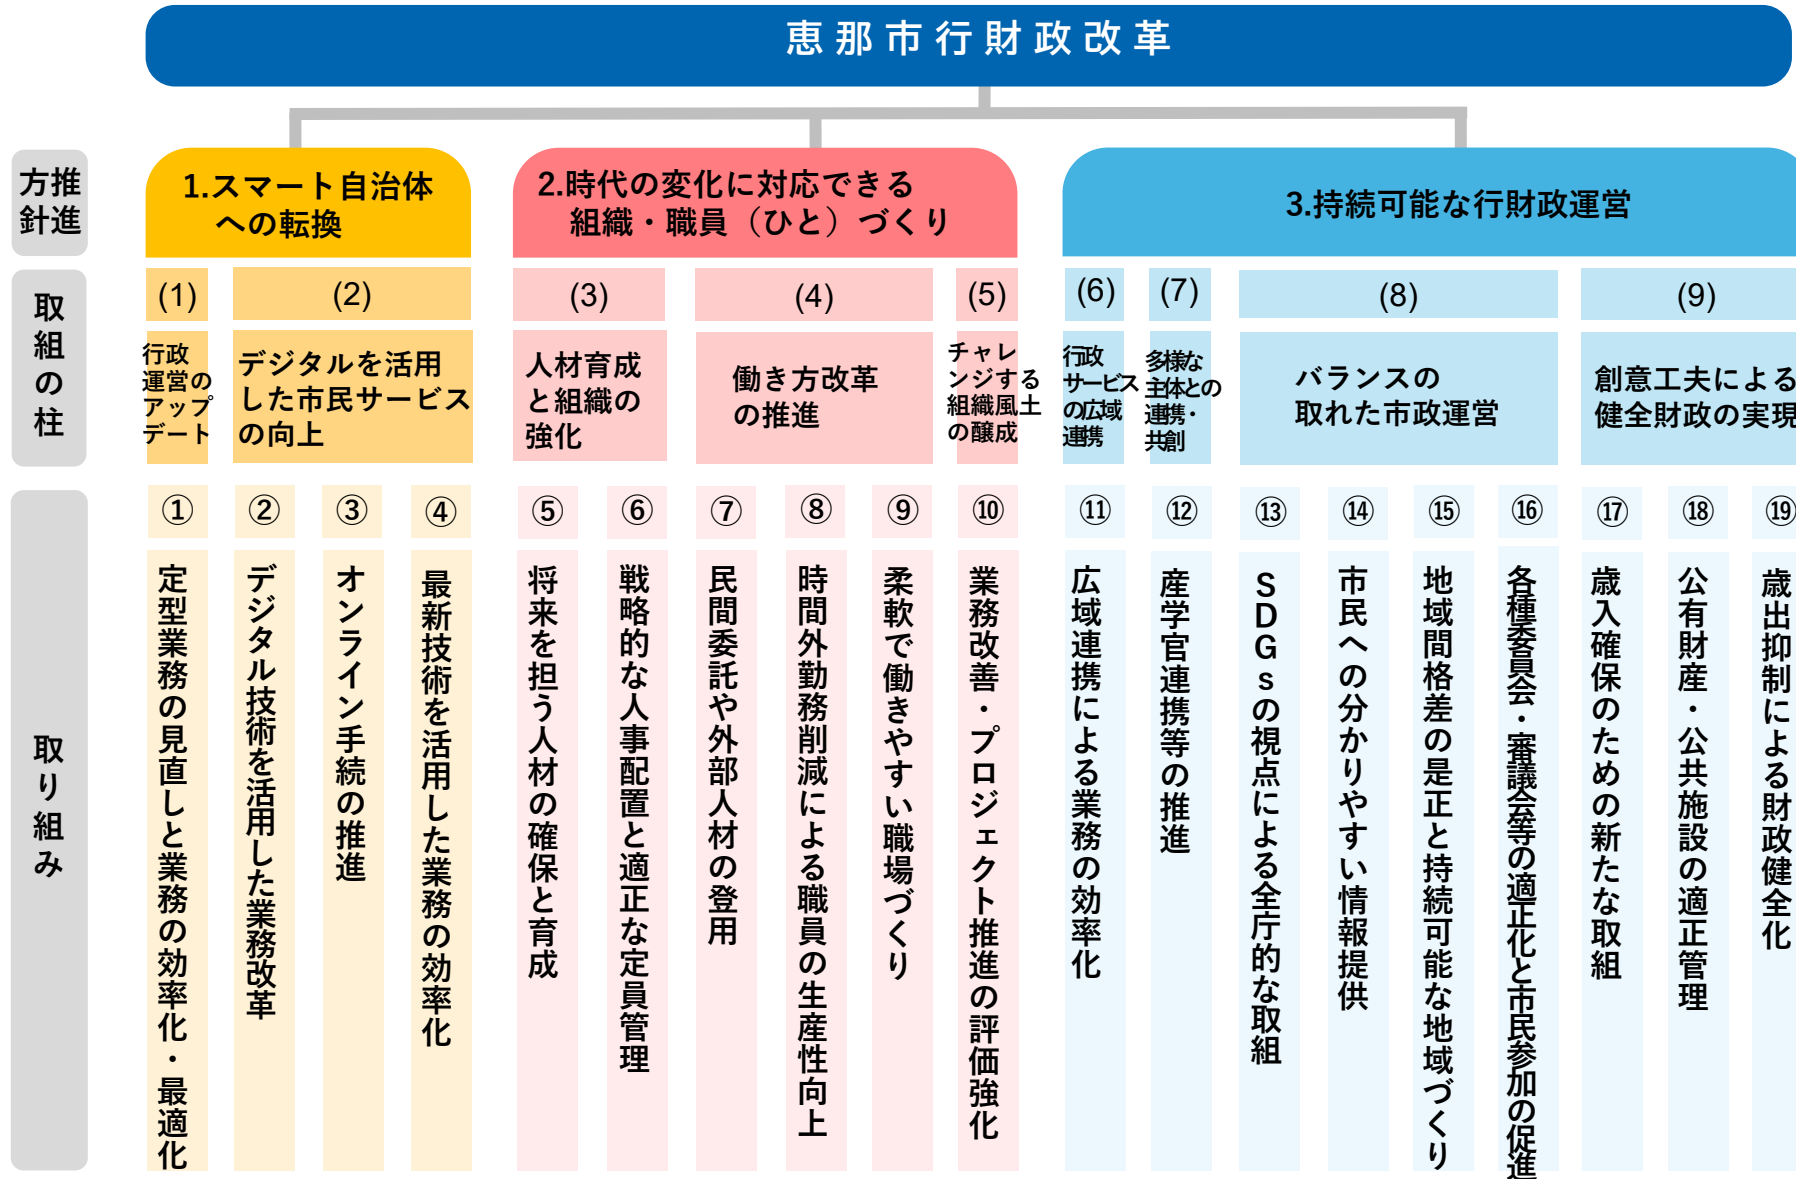 恵那市行財政改革
推進
方針
1.スマート自治体
への転換
2.時代の変化に対応できる
組織・職員（ひと）づくり
3.持続可能な行財政運営
取組の柱
(1)
行政
運営の
アップ
デート
(2)
デジタルを活用
した市民サービス
の向上
(3)
人材育成
と組織の
強化
(4)
働き方改革
の推進
(5)
チャレ
ンジする
組織風土
の醸成
(6)
行政
サービス
の広域
連携
(7)
多様な
主体との
連携・
共創
(8)
バランスの
取れた市政運営
(9)
創意工夫による
健全財政の実現
取り組み
①
定型業務の見直しと業務の効率化・最適化
②
デジタル技術を活用した業務改革
③
オンライン手続の推進
④
最新技術を活用した業務の効率化
⑤
将来を担う人材の確保と育成
⑥
戦略的な人事配置と適正な定員管理
⑦
民間委託や外部人材の登用
⑧
時間外勤務削減による職員の生産性向上
⑨
柔軟で働きやすい職場づくり
⑩
業務改善・プロジェクト推進の評価強化
⑪
広域連携による業務の効率化
⑫
産学官連携等の推進
⑬
SDGsの視点による全庁的な取組
⑭
市民への分かりやすい情報提供
⑮
地域間格差の是正と持続可能な地域づくり
⑯
各種委員会・審議会等の適正化と市民参加の促進
⑰
歳入確保のための新たな取組
⑱
公有財産・公共施設の適正管理
⑲
歳出抑制による財政健全化